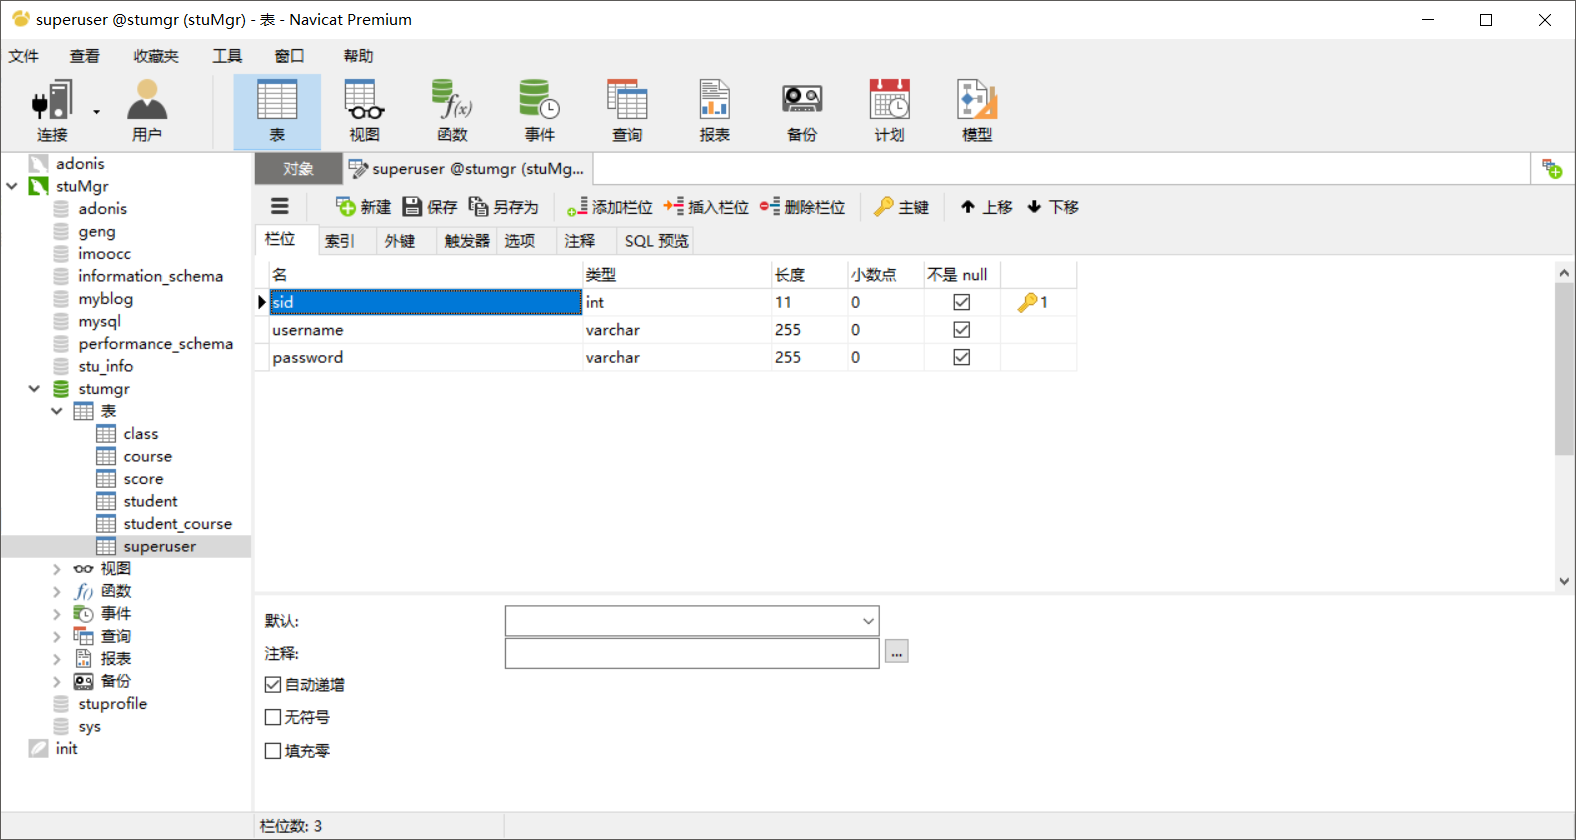 superuser @stumgr (stuMgr) - 表 - Navicat Premium
文件 查看 收藏夹 工具 窗口 帮助
连接 用户 表 视图 函数 事件 查询 报表 备份 计划 模型
adonis
stuMgr
adonis
geng
imoocc
information_schema
myblog
mysql
performance_schema
stu_info
stumgr
表
class
course
score
student
student_course
superuser
视图
函数
事件
查询
报表
备份
stuprofile
sys
init
对象 superuser @stumgr (stuMg...
新建 保存 另存为 添加栏位 插入栏位 删除栏位 主键 上移 下移
栏位 索引 外键 触发器 选项 注释 SQL 预览
名 类型 长度 小数点 不是 null
sid int 11 0 1
username varchar 255 0
password varchar 255 0
默认:
注释: ...
自动递增
无符号
填充零
栏位数: 3